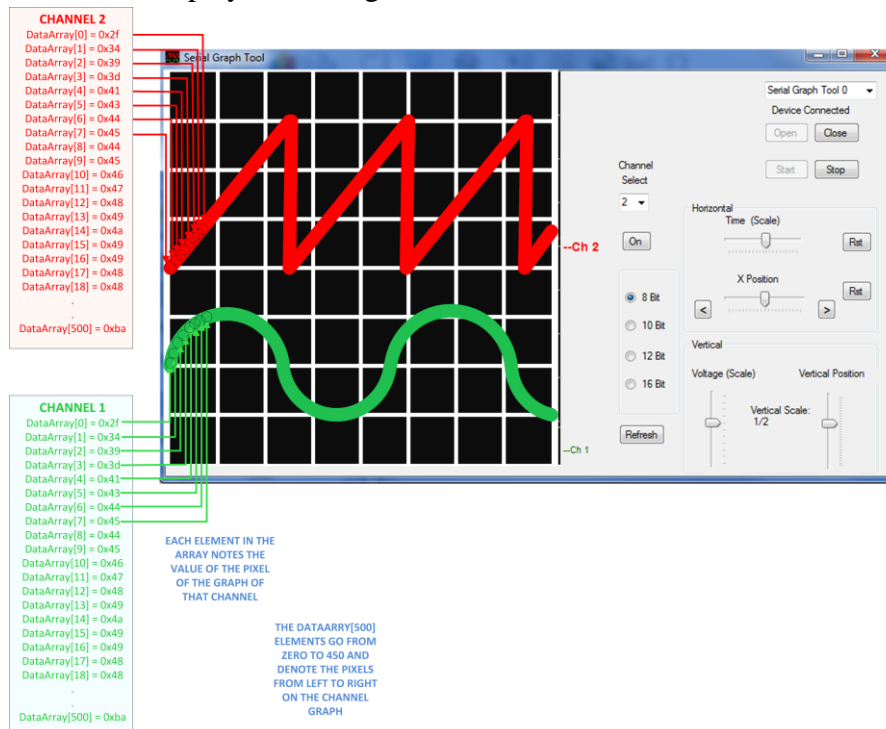 CHANNEL 2
DataArray[0] = 0x2f
DataArray[1] = 0x34
DataArray[2] = 0x39
DataArray[3] = 0x3d
DataArray[4] = 0x41
DataArray[5] = 0x43
DataArray[6] = 0x44
DataArray[7] = 0x45
DataArray[8] = 0x44
DataArray[9] = 0x45
DataArray[10] = 0x46
DataArray[11] = 0x47
DataArray[12] = 0x48
DataArray[13] = 0x49
DataArray[14] = 0x4a
DataArray[15] = 0x49
DataArray[16] = 0x49
DataArray[17] = 0x48
DataArray[18] = 0x48
.
.
DataArray[500] = 0xba
Serial Graph Tool
Serial Graph Tool 0
Device Connected
Open Close
Start Stop
Channel
Select
2
On
--Ch 2
8 Bit
10 Bit
12 Bit
16 Bit
Refresh
--Ch 1
Horizontal
Time (Scale)
Rst
X Position
Rst
< >
Vertical
Voltage (Scale) Vertical Position
Vertical Scale:
1/2
CHANNEL 1
DataArray[0] = 0x2f
DataArray[1] = 0x34
DataArray[2] = 0x39
DataArray[3] = 0x3d
DataArray[4] = 0x41
DataArray[5] = 0x43
DataArray[6] = 0x44
DataArray[7] = 0x45
DataArray[8] = 0x44
DataArray[9] = 0x45
DataArray[10] = 0x46
DataArray[11] = 0x47
DataArray[12] = 0x48
DataArray[13] = 0x49
DataArray[14] = 0x4a
DataArray[15] = 0x49
DataArray[16] = 0x49
DataArray[17] = 0x48
DataArray[18] = 0x48
.
.
DataArray[500] = 0xba
EACH ELEMENT IN THE
ARRAY NOTES THE
VALUE OF THE PIXEL
OF THE GRAPH OF
THAT CHANNEL
THE DATAARRY[500]
ELEMENTS GO FROM
ZERO TO 450 AND
DENOTE THE PIXELS
FROM LEFT TO RIGHT
ON THE CHANNEL
GRAPH